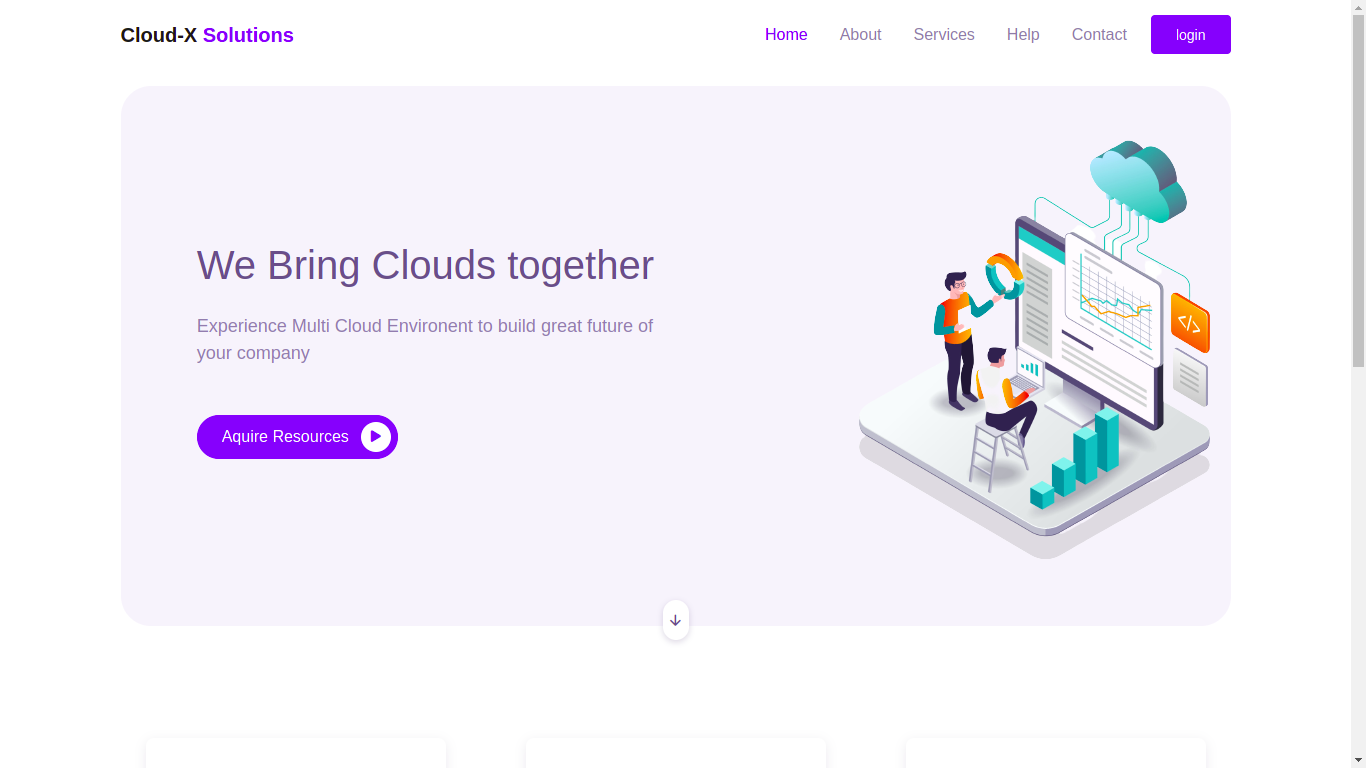 Cloud-X Solutions
Home
About
Services
Help
Contact
login
We Bring Clouds together
Experience Multi Cloud Environent to build great future of
your company
Aquire Resources
</>